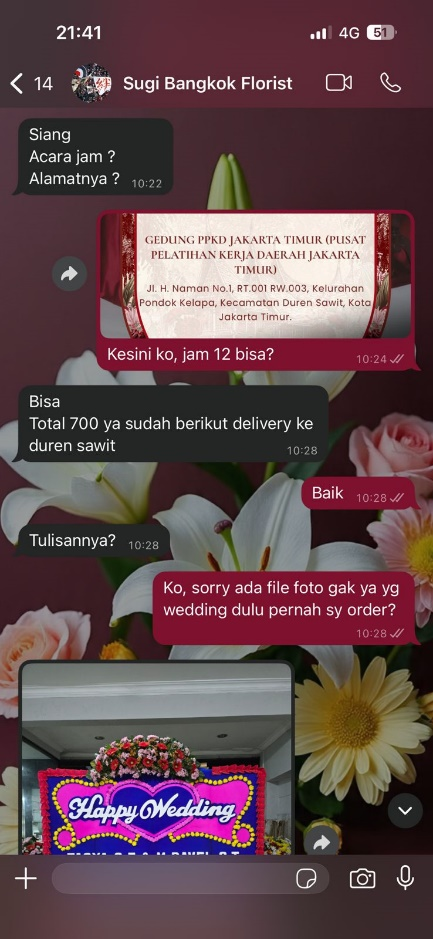 21:41
4G
51
14
Sugi Bangkok Florist
Siang
Acara jam ?
Alamatnya ?
10:22
GEDUNG PPKD JAKARTA TIMUR (PUSAT
PELATIHAN KERJA DAERAH JAKARTA
TIMUR)
Jl. H. Naman No.1, RT.001 RW.003, Kelurahan
Pondok Kelapa, Kecamatan Duren Sawit, Kota
Jakarta Timur.
Kesini ko, jam 12 bisa?
10:24
Bisa
Total 700 ya sudah berikut delivery ke
duren sawit
10:28
Baik
10:28
Tulisannya?
10:28
Ko, sorry ada file foto gak ya yg
wedding dulu pernah sy order?
10:28
Happy Wedding